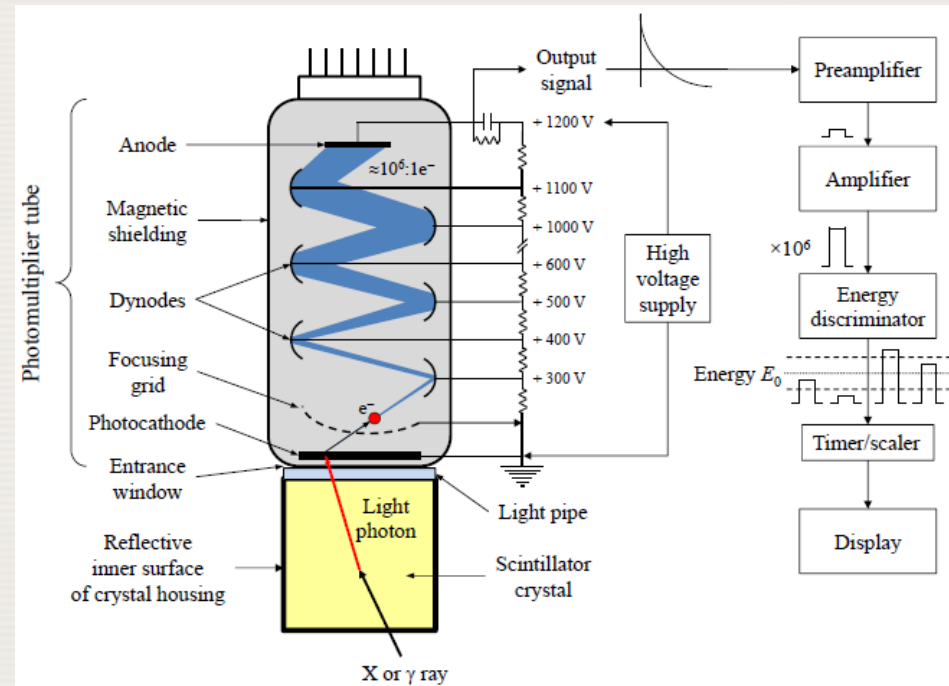 Output
signal
Preamplifier
Anode
≈10⁶:1e⁻
+ 1200 V
+ 1100 V
Magnetic
shielding
+ 1000 V
Amplifier
×10⁶
High
voltage
supply
+ 600 V
Dynodes
+ 500 V
Energy
discriminator
Photomultiplier tube
+ 400 V
Focusing
grid
+ 300 V
Energy E₀
e⁻
Photocathode
Timer/scaler
Entrance
window
Light pipe
Light
photon
Reflective
inner surface
of crystal housing
Scintillator
crystal
Display
X or γ ray